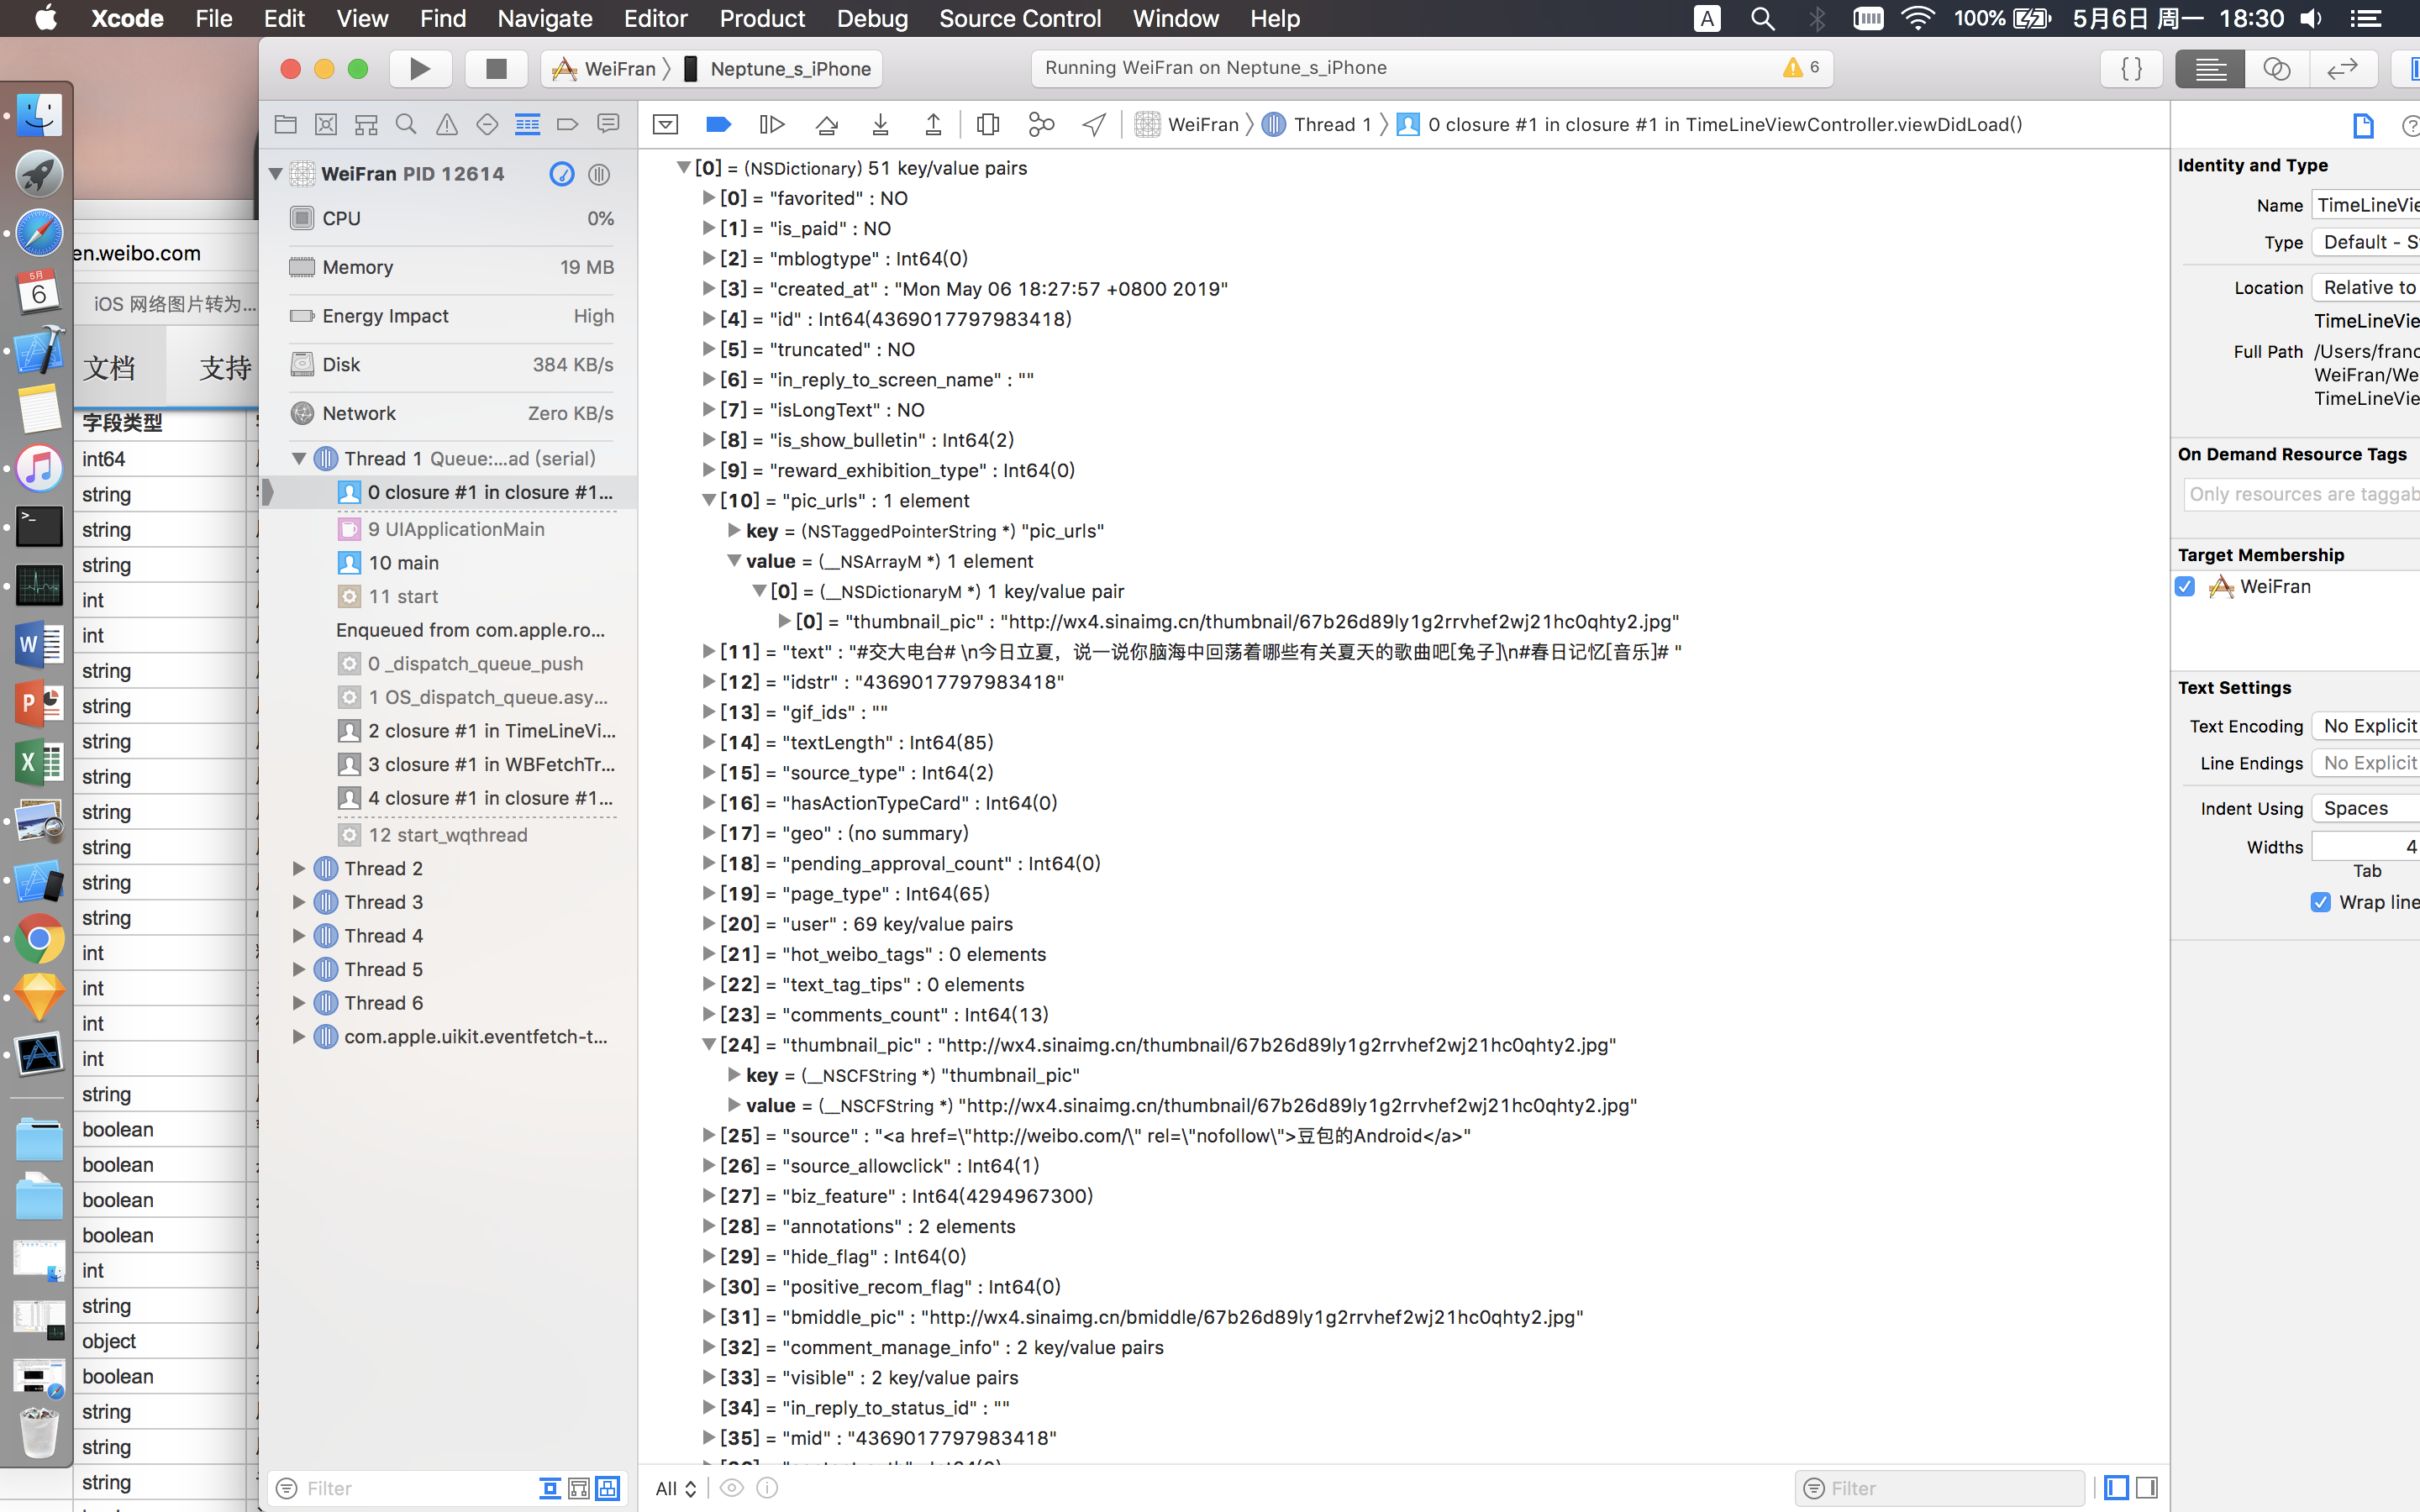 Xcode File Edit View Find Navigate Editor Product Debug Source Control Window Help A 100% 5月6日 周一 18:30
WeiFran Neptune_s_iPhone Running WeiFran on Neptune_s_iPhone 6 { }
en.weibo.com
iOS 网络图片转为...
文档 支持
字段类型
int64
string
string
string
int
int
string
string
string
string
string
string
string
string
int
int
int
int
string
boolean
boolean
boolean
boolean
int
string
object
boolean
string
string
string
5月
6
WeiFran PID 12614
CPU 0%
Memory 19 MB
Energy Impact High
Disk 384 KB/s
Network Zero KB/s
Thread 1 Queue:...ad (serial)
0 closure #1 in closure #1...
9 UIApplicationMain
10 main
11 start
Enqueued from com.apple.ro...
0 _dispatch_queue_push
1 OS_dispatch_queue.asy...
2 closure #1 in TimeLineVi...
3 closure #1 in WBFetchTr...
4 closure #1 in closure #1...
12 start_wqthread
Thread 2
Thread 3
Thread 4
Thread 5
Thread 6
com.apple.uikit.eventfetch-t...
Filter
WeiFran Thread 1 0 closure #1 in closure #1 in TimeLineViewController.viewDidLoad()
[0] = (NSDictionary) 51 key/value pairs
[0] = "favorited" : NO
[1] = "is_paid" : NO
[2] = "mblogtype" : Int64(0)
[3] = "created_at" : "Mon May 06 18:27:57 +0800 2019"
[4] = "id" : Int64(4369017797983418)
[5] = "truncated" : NO
[6] = "in_reply_to_screen_name" : ""
[7] = "isLongText" : NO
[8] = "is_show_bulletin" : Int64(2)
[9] = "reward_exhibition_type" : Int64(0)
[10] = "pic_urls" : 1 element
key = (NSTaggedPointerString *) "pic_urls"
value = (__NSArrayM *) 1 element
[0] = (__NSDictionaryM *) 1 key/value pair
[0] = "thumbnail_pic" : "http://wx4.sinaimg.cn/thumbnail/67b26d89ly1g2rrvhef2wj21hc0qhty2.jpg"
[11] = "text" : "#交大电台# \n今日立夏，说一说你脑海中回荡着哪些有关夏天的歌曲吧[兔子]\n#春日记忆[音乐]# "
[12] = "idstr" : "4369017797983418"
[13] = "gif_ids" : ""
[14] = "textLength" : Int64(85)
[15] = "source_type" : Int64(2)
[16] = "hasActionTypeCard" : Int64(0)
[17] = "geo" : (no summary)
[18] = "pending_approval_count" : Int64(0)
[19] = "page_type" : Int64(65)
[20] = "user" : 69 key/value pairs
[21] = "hot_weibo_tags" : 0 elements
[22] = "text_tag_tips" : 0 elements
[23] = "comments_count" : Int64(13)
[24] = "thumbnail_pic" : "http://wx4.sinaimg.cn/thumbnail/67b26d89ly1g2rrvhef2wj21hc0qhty2.jpg"
key = (__NSCFString *) "thumbnail_pic"
value = (__NSCFString *) "http://wx4.sinaimg.cn/thumbnail/67b26d89ly1g2rrvhef2wj21hc0qhty2.jpg"
[25] = "source" : "<a href=\"http://weibo.com/\" rel=\"nofollow\">豆包的Android</a>"
[26] = "source_allowclick" : Int64(1)
[27] = "biz_feature" : Int64(4294967300)
[28] = "annotations" : 2 elements
[29] = "hide_flag" : Int64(0)
[30] = "positive_recom_flag" : Int64(0)
[31] = "bmiddle_pic" : "http://wx4.sinaimg.cn/bmiddle/67b26d89ly1g2rrvhef2wj21hc0qhty2.jpg"
[32] = "comment_manage_info" : 2 key/value pairs
[33] = "visible" : 2 key/value pairs
[34] = "in_reply_to_status_id" : ""
[35] = "mid" : "4369017797983418"
All Filter
Identity and Type
Name TimeLineVie
Type Default - S
Location Relative to
TimeLineVie
Full Path /Users/franc
WeiFran/We
TimeLineVie
On Demand Resource Tags
Only resources are taggab
Target Membership
WeiFran
Text Settings
Text Encoding No Explicit
Line Endings No Explicit
Indent Using Spaces
Widths 4
Tab
Wrap line